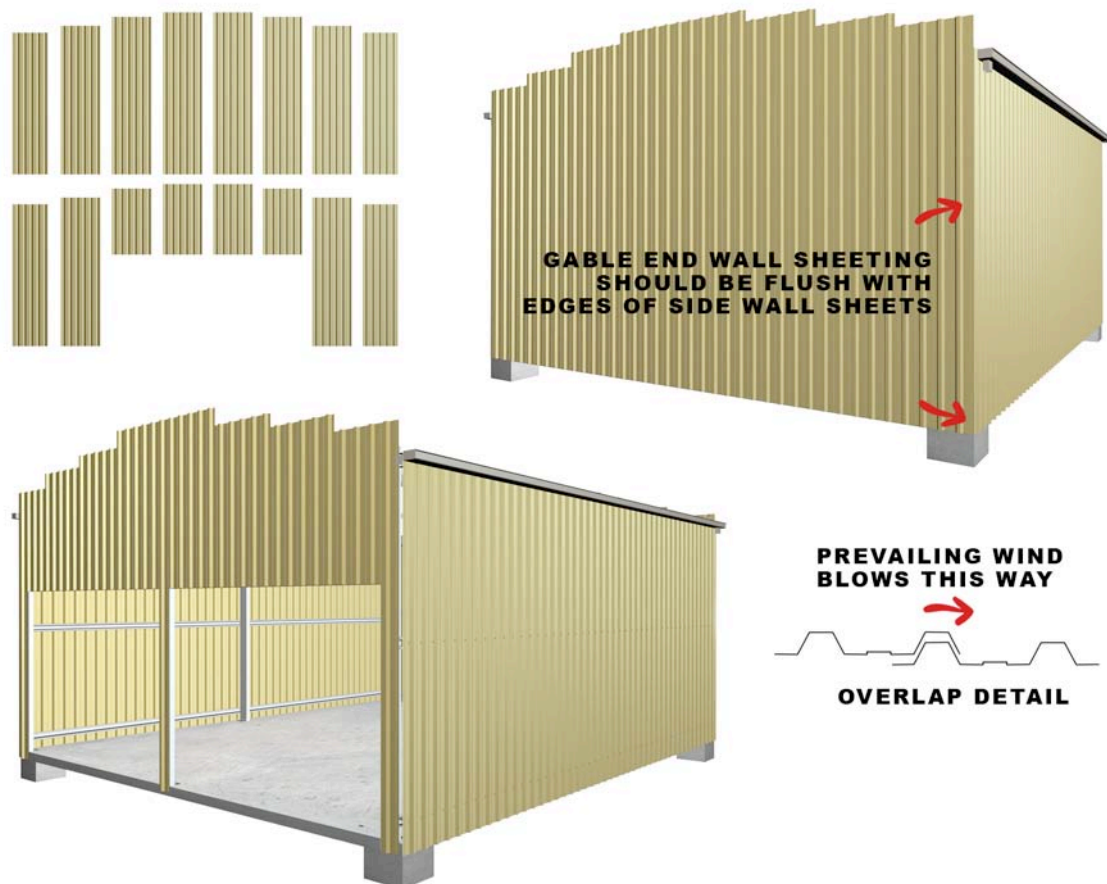 GABLE END WALL SHEETING
SHOULD BE FLUSH WITH
EDGES OF SIDE WALL SHEETS
PREVAILING WIND
BLOWS THIS WAY
OVERLAP DETAIL